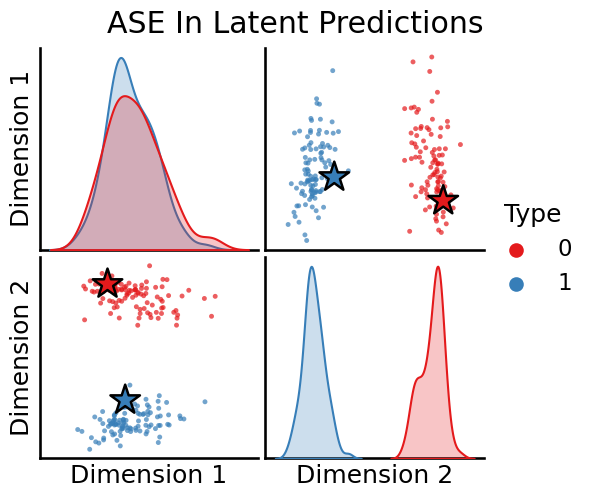 ASE In Latent Predictions
Dimension 1
Type
0
1
Dimension 2
Dimension 1
Dimension 2